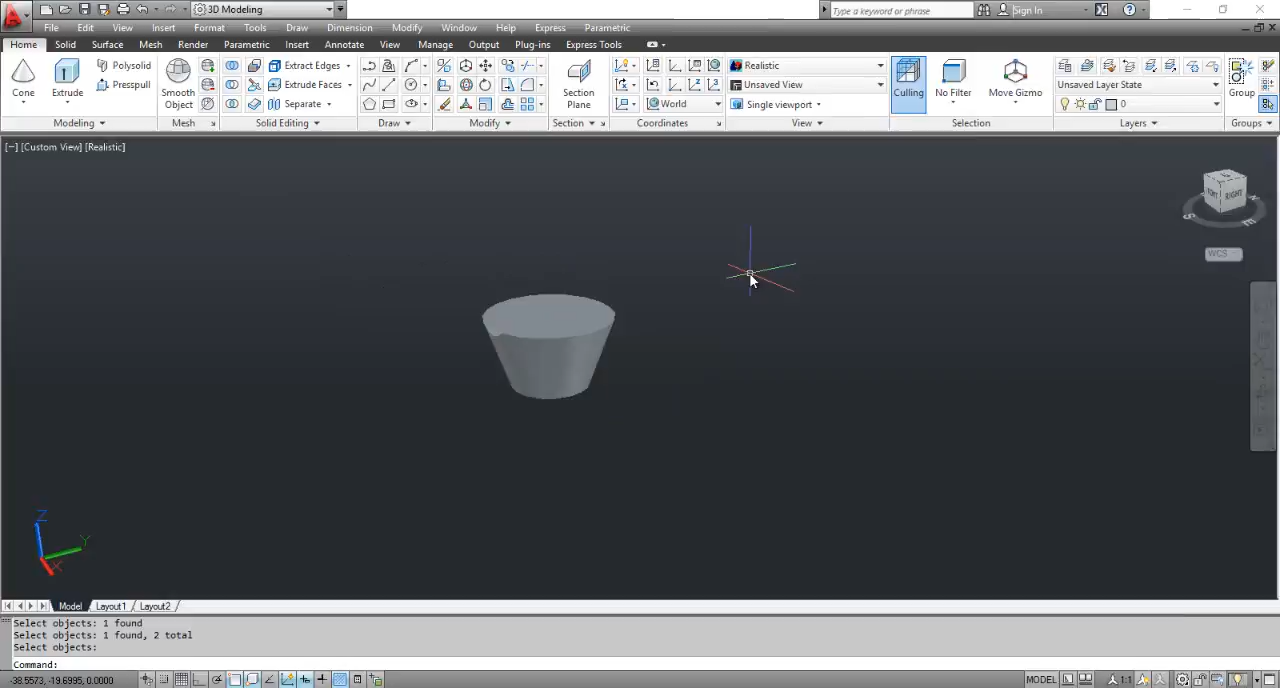 3D Modeling
Type a keyword or phrase
Sign In
File Edit View Insert Format Tools Draw Dimension Modify Window Help Express Parametric
Home Solid Surface Mesh Render Parametric Insert Annotate View Manage Output Plug-ins Express Tools
Polysolid
Extract Edges
Realistic
Unsaved Layer State
Presspull
Extrude Faces
Unsaved View
Cone Extrude Smooth Object
Separate
Section Plane
World
Single viewport
Culling No Filter Move Gizmo
0
Group
Modeling Mesh Solid Editing Draw Modify Section Coordinates View Selection Layers Groups
[−] [Custom View] [Realistic]
RIGHT
S
E
N
WCS
Z
Y
X
Model Layout1 Layout2
Select objects: 1 found
Select objects: 1 found, 2 total
Select objects:
Command:
-38.5573, -19.6995, 0.0000
MODEL
1:1